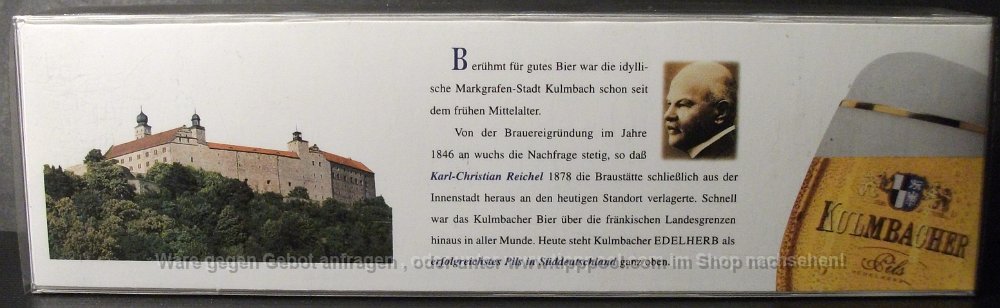 Berühmt für gutes Bier war die idylli-
sche Markgrafen-Stadt Kulmbach schon seit
dem frühen Mittelalter.
Von der Brauereigründung im Jahre
1846 an wuchs die Nachfrage stetig, so daß
Karl-Christian Reichel 1878 die Braustätte schließlich aus der
Innenstadt heraus an den heutigen Standort verlagerte. Schnell
war das Kulmbacher Bier über die fränkischen Landesgrenzen
hinaus in aller Munde. Heute steht Kulmbacher EDELHERB als
erfolgreichstes Pils in Süddeutschland ganz oben.
Ware gegen Gebot anfragen , oder unter im Shop nachsehen!
KULMBACHER
Pils
EDELHERB